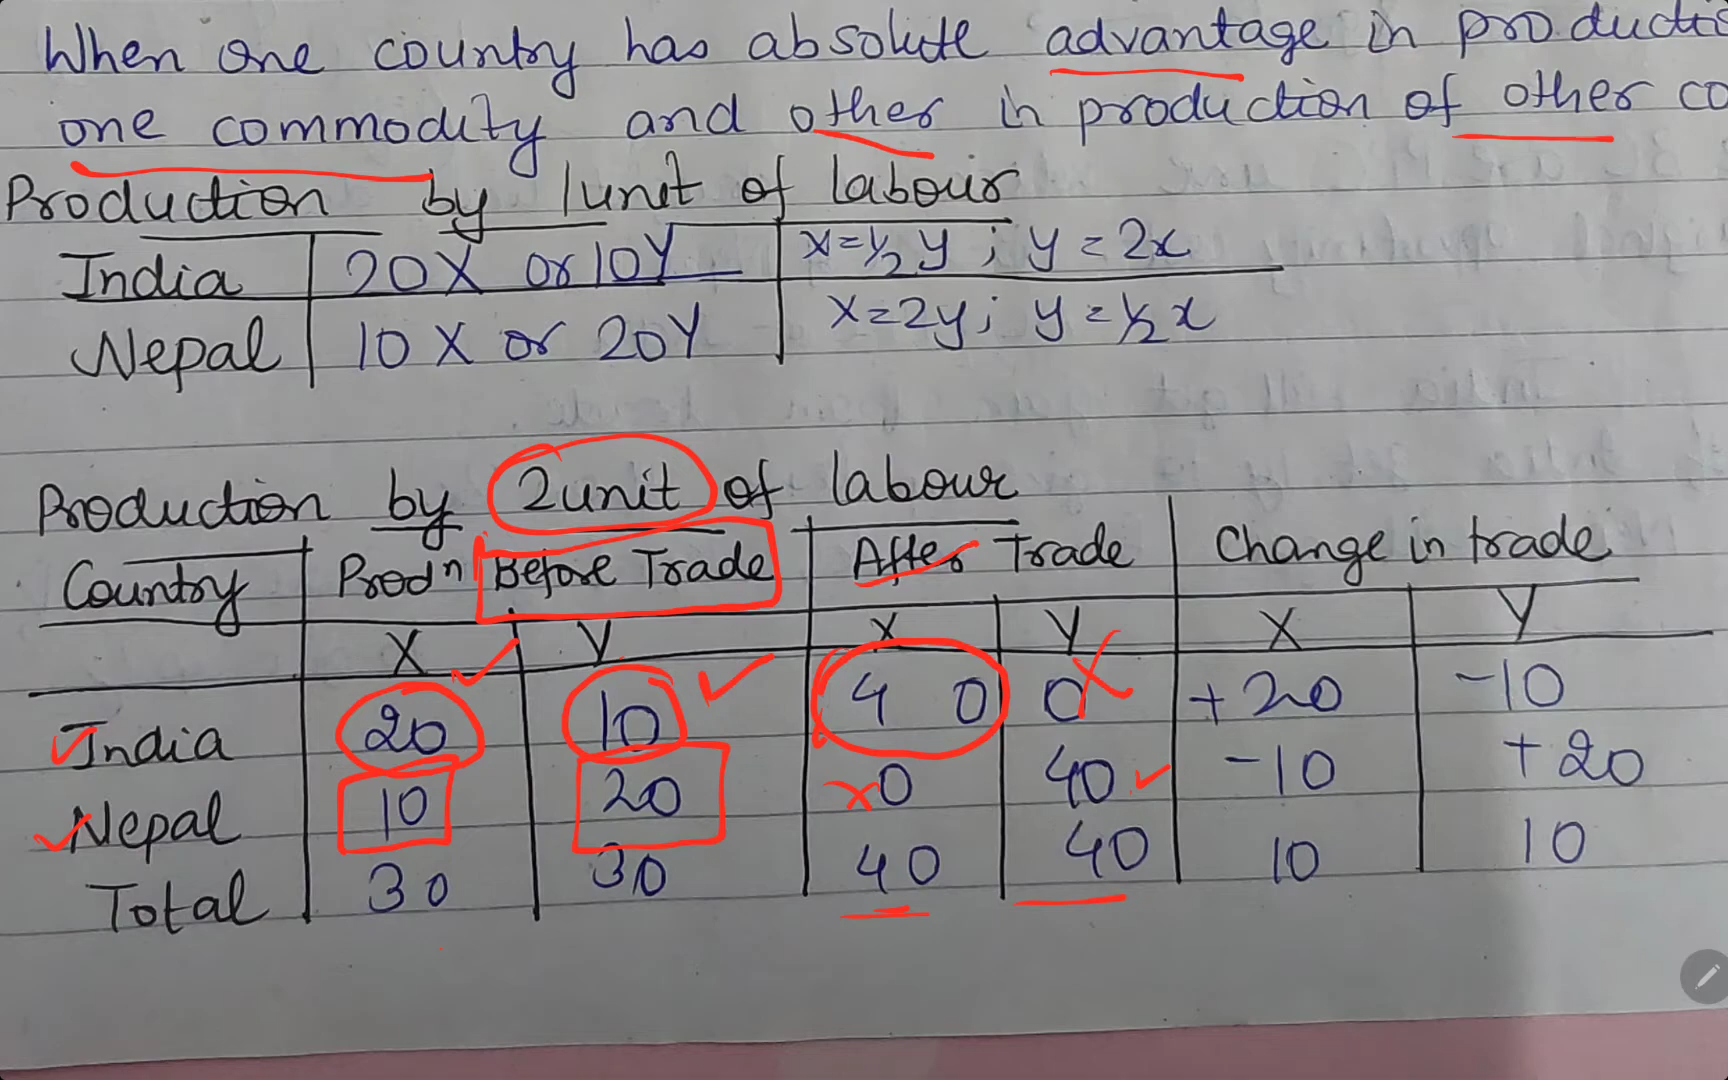 When one country has absolute advantage in
one commodity and other in production of other
Production by 1unit of labour
India 20X or 10Y x=1/2y ; y=2x
Nepal 10X or 20Y x=2y; y=1/2x
Production by 2unit of labour
Country Prodn Before Trade After Trade Change in trade
X Y X Y X Y
India 20 10 40 0 +20 -10
Nepal 10 20 0 40 -10 +20
Total 30 30 40 40 10 10